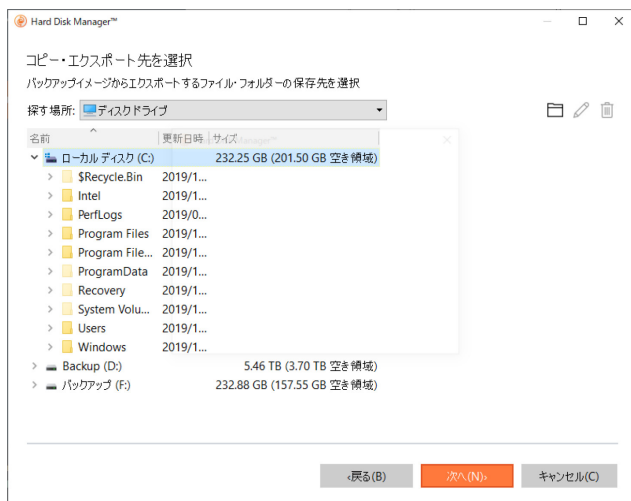 Hard Disk Manager™
コピー・エクスポート先を選択
バックアップイメージからエクスポートするファイル・フォルダーの保存先を選択
探す場所: ディスクドライブ
名前 更新日時 サイズ
ローカル ディスク (C:) 232.25 GB (201.50 GB 空き領域)
$Recycle.Bin 2019/1...
Intel 2019/1...
PerfLogs 2019/0...
Program Files 2019/1...
Program File... 2019/1...
ProgramData 2019/1...
Recovery 2019/1...
System Volu... 2019/1...
Users 2019/1...
Windows 2019/1...
Backup (D:) 5.46 TB (3.70 TB 空き領域)
バックアップ (F:) 232.88 GB (157.55 GB 空き領域)
‹戻る(B) 次へ(N)› キャンセル(C)